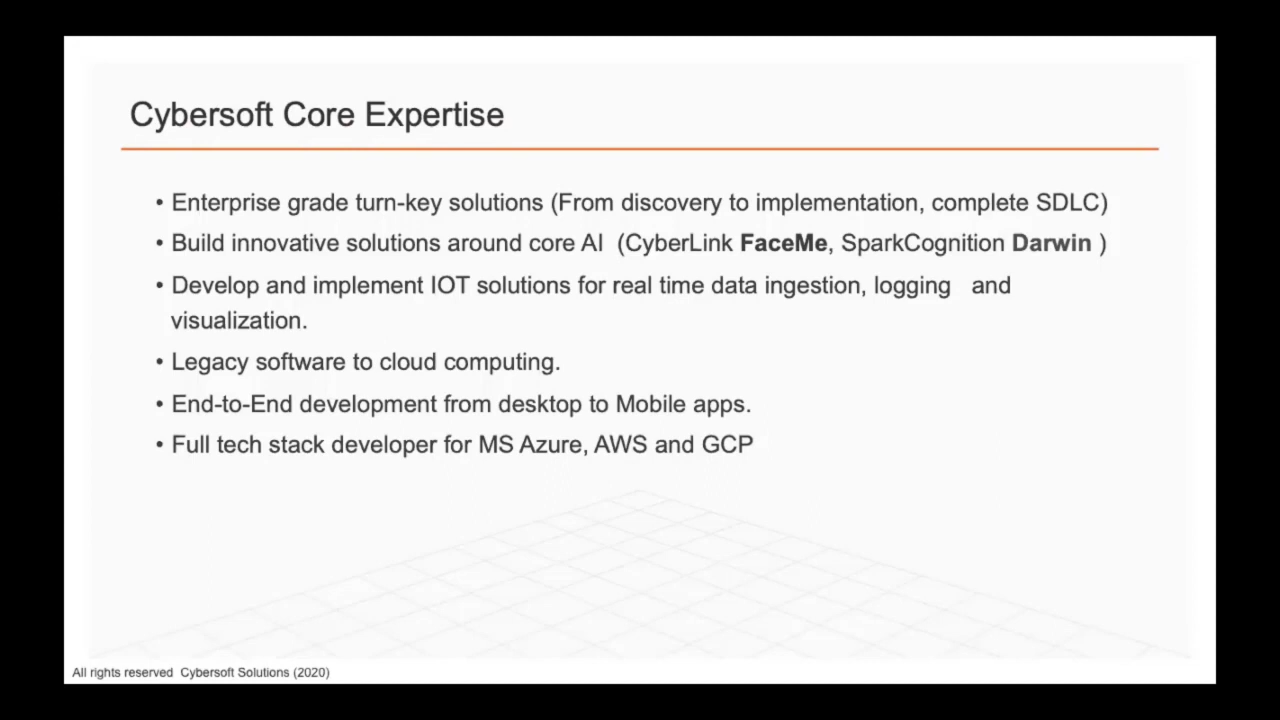 Cybersoft Core Expertise
• Enterprise grade turn-key solutions (From discovery to implementation, complete SDLC)
• Build innovative solutions around core AI  (CyberLink FaceMe, SparkCognition Darwin )
• Develop and implement IOT solutions for real time data ingestion, logging   and
visualization.
• Legacy software to cloud computing.
• End-to-End development from desktop to Mobile apps.
• Full tech stack developer for MS Azure, AWS and GCP
All rights reserved  Cybersoft Solutions (2020)